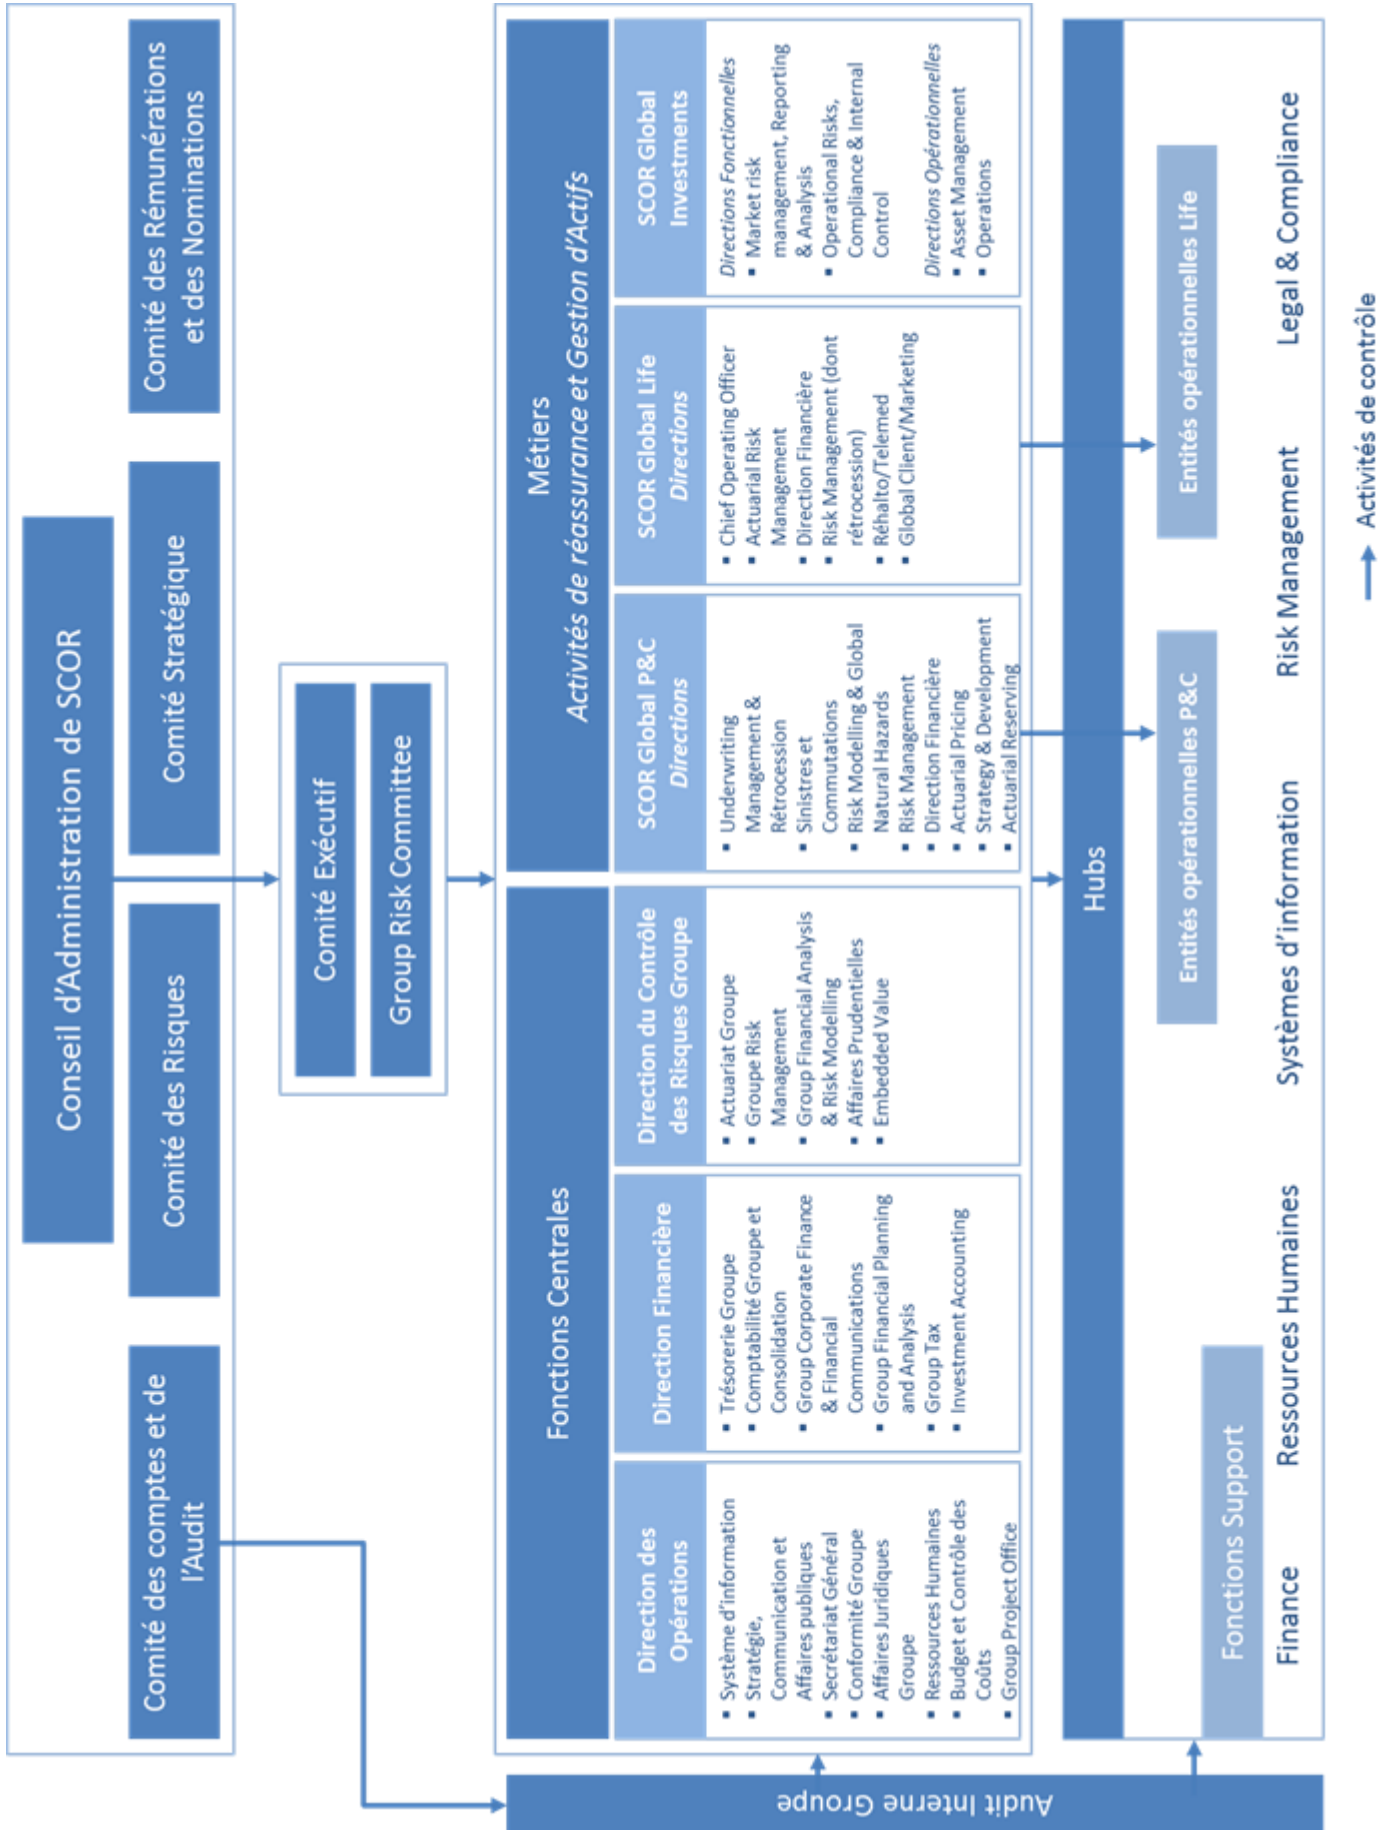 Conseil d'Administration de SCOR
Comité des comptes et de
l'Audit
Comité des Risques
Comité Stratégique
Comité des Rémunérations
et des Nominations
Comité Exécutif
Group Risk Committee
Audit Interne Groupe
Fonctions Centrales
Direction des
Opérations
▪ Système d'information
▪ Stratégie,
Communication et
Affaires publiques
▪ Secrétariat Général
▪ Conformité Groupe
▪ Affaires Juridiques
Groupe
▪ Ressources Humaines
▪ Budget et Contrôle des
Coûts
▪ Group Project Office
Direction Financière
▪ Trésorerie Groupe
▪ Comptabilité Groupe et
Consolidation
▪ Group Corporate Finance
& Financial
Communications
▪ Group Financial Planning
and Analysis
▪ Group Tax
▪ Investment Accounting
Direction du Contrôle
des Risques Groupe
▪ Actuariat Groupe
▪ Groupe Risk
Management
▪ Group Financial Analysis
& Risk Modelling
▪ Affaires Prudentielles
▪ Embedded Value
Métiers
Activités de réassurance et Gestion d'Actifs
SCOR Global P&C
Directions
▪ Underwriting
Management &
Rétrocession
▪ Sinistres et
Commutations
▪ Risk Modelling & Global
Natural Hazards
▪ Risk Management
▪ Direction Financière
▪ Actuarial Pricing
▪ Strategy & Development
▪ Actuarial Reserving
SCOR Global Life
Directions
▪ Chief Operating Officer
▪ Actuarial Risk
Management
▪ Direction Financière
▪ Risk Management (dont
rétrocession)
▪ Réhalto/Telemed
▪ Global Client/Marketing
SCOR Global
Investments
Directions Fonctionnelles
▪ Market risk
management, Reporting
& Analysis
▪ Operational Risks,
Compliance & Internal
Control
Directions Opérationnelles
▪ Asset Management
▪ Operations
Hubs
Entités opérationnelles P&C
Entités opérationnelles Life
Fonctions Support
Finance
Ressources Humaines
Systèmes d'information
Risk Management
Legal & Compliance
Activités de contrôle